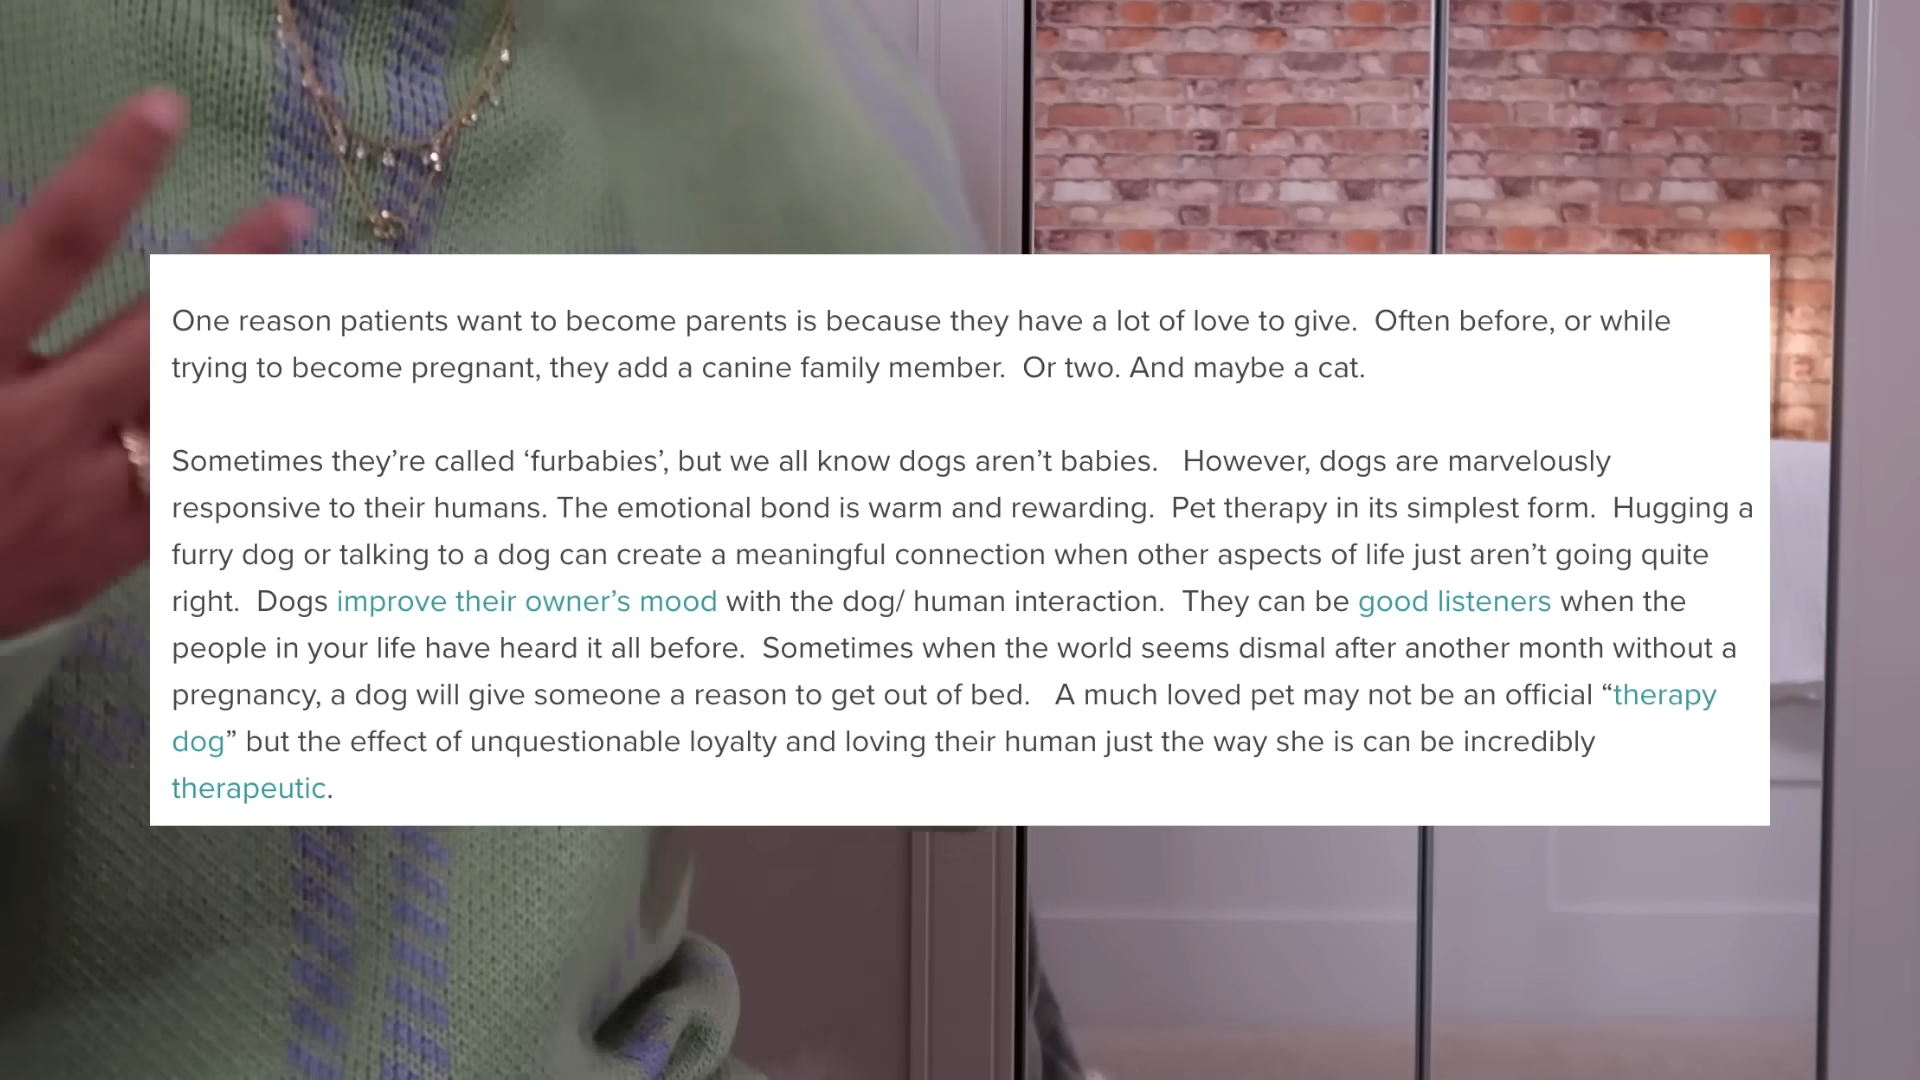 One reason patients want to become parents is because they have a lot of love to give.  Often before, or while
trying to become pregnant, they add a canine family member.  Or two. And maybe a cat.
Sometimes they’re called ‘furbabies’, but we all know dogs aren’t babies.   However, dogs are marvelously
responsive to their humans. The emotional bond is warm and rewarding.  Pet therapy in its simplest form.  Hugging a
furry dog or talking to a dog can create a meaningful connection when other aspects of life just aren’t going quite
right.  Dogs improve their owner’s mood with the dog/ human interaction.  They can be good listeners when the
people in your life have heard it all before.  Sometimes when the world seems dismal after another month without a
pregnancy, a dog will give someone a reason to get out of bed.   A much loved pet may not be an official “therapy
dog” but the effect of unquestionable loyalty and loving their human just the way she is can be incredibly
therapeutic.